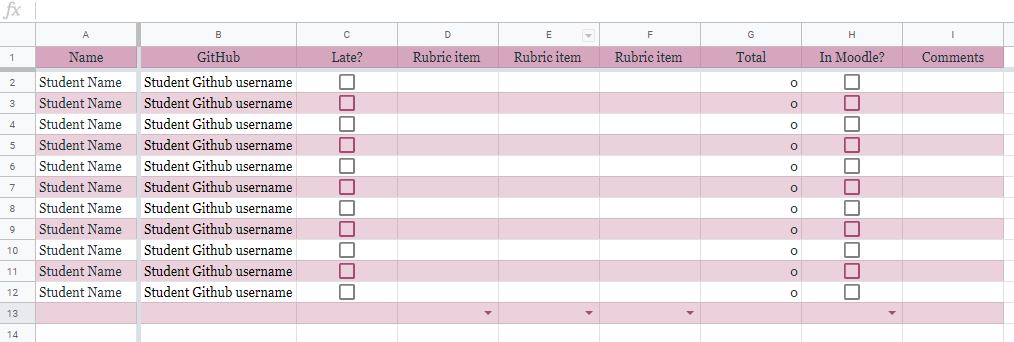 fx
A B C D E F G H I
1 Name GitHub Late? Rubric item Rubric item Rubric item Total In Moodle? Comments
2 Student Name Student Github username 0
3 Student Name Student Github username 0
4 Student Name Student Github username 0
5 Student Name Student Github username 0
6 Student Name Student Github username 0
7 Student Name Student Github username 0
8 Student Name Student Github username 0
9 Student Name Student Github username 0
10 Student Name Student Github username 0
11 Student Name Student Github username 0
12 Student Name Student Github username 0
13
14